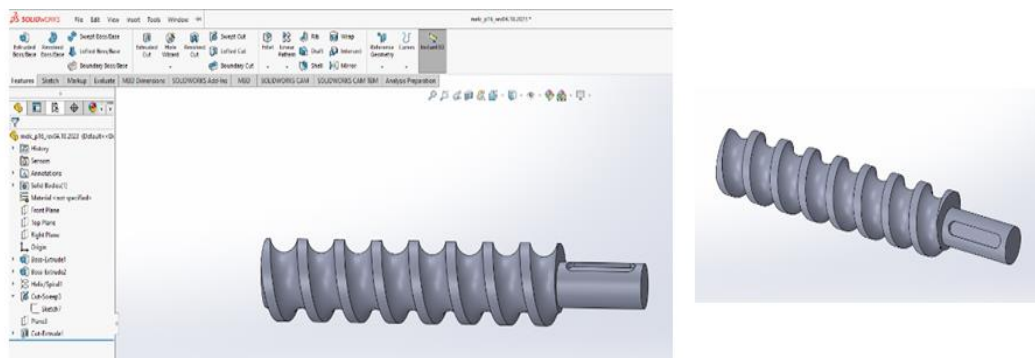 SOLIDWORKS File Edit View Insert Tools Window
Extruded Boss/Base
Revolved Boss/Base
Swept Boss/Base
Lofted Boss/Base
Boundary Boss/Base
Extruded Cut
Hole Wizard
Revolved Cut
Swept Cut
Lofted Cut
Boundary Cut
Fillet
Linear Pattern
Rib
Draft
Shell
Wrap
Intersect
Mirror
Reference Geometry
Curves
Instant3D
Features Sketch Markup Evaluate MBD Dimensions SOLIDWORKS Add-Ins MBD SOLIDWORKS CAM SOLIDWORKS CAM TBM Analysis Preparation
History
Sensors
Annotations
Solid Bodies(1)
Material <not specified>
Front Plane
Top Plane
Right Plane
Origin
Boss-Extrude1
Boss-Extrude2
Helix/Spiral1
Cut-Sweep3
Sketch7
Cut-Extrude1